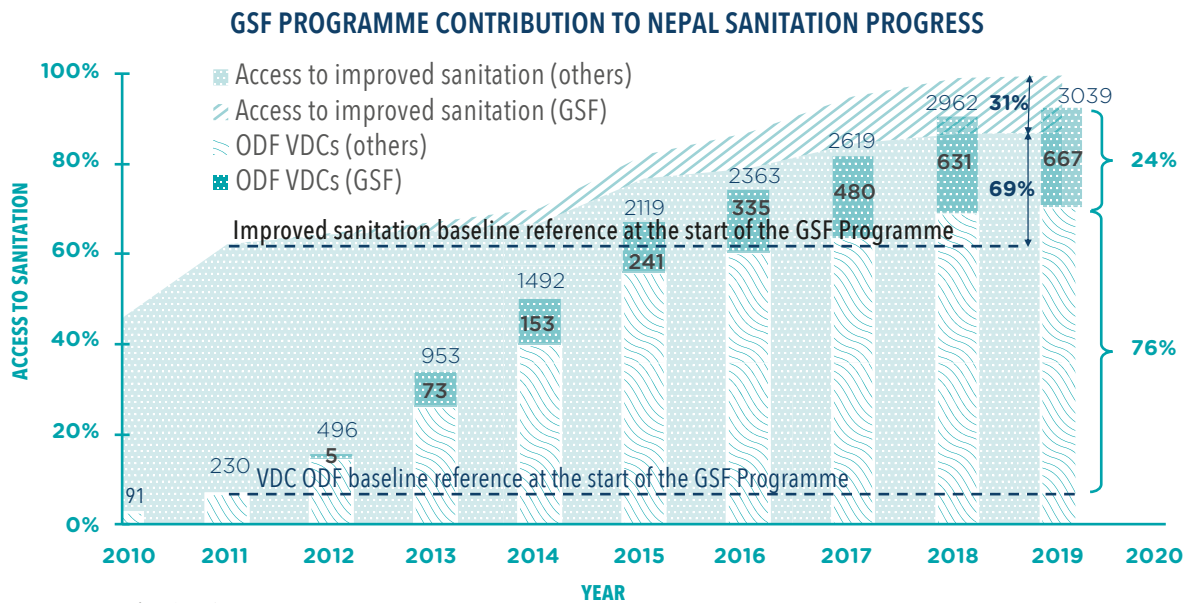 GSF PROGRAMME CONTRIBUTION TO NEPAL SANITATION PROGRESS
Access to improved sanitation (others)
Access to improved sanitation (GSF)
ODF VDCs (others)
ODF VDCs (GSF)
ACCESS TO SANITATION
100%
80%
60%
40%
20%
0%
Improved sanitation baseline reference at the start of the GSF Programme
VDC ODF baseline reference at the start of the GSF Programme
91
230
496
5
953
73
1492
153
2119
241
2363
335
2619
480
2962
631
3039
667
31%
69%
24%
76%
2010 2011 2012 2013 2014 2015 2016 2017 2018 2019 2020
YEAR